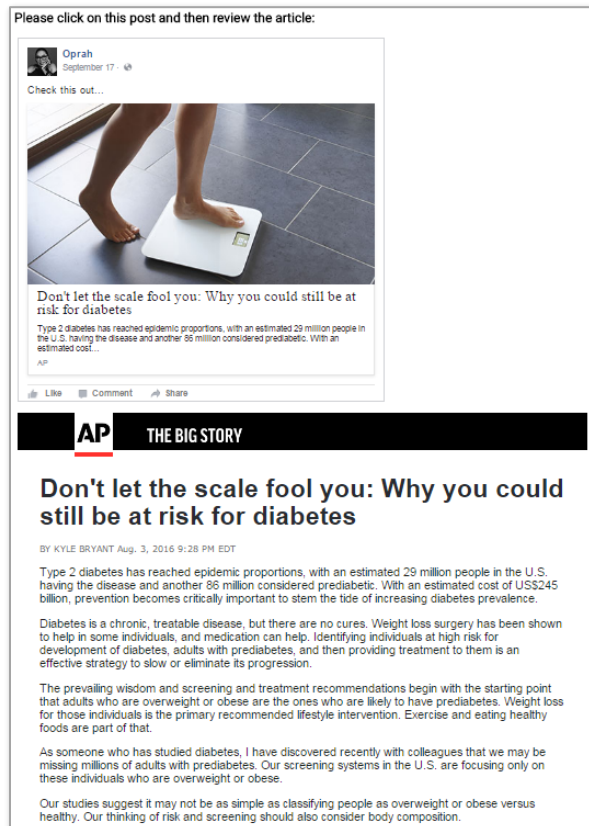 Please click on this post and then review the article:
Oprah
September 17 ·
Check this out...
Don't let the scale fool you: Why you could still be at
risk for diabetes
Type 2 diabetes has reached epidemic proportions, with an estimated 29 million people in
the U.S. having the disease and another 86 million considered prediabetic. With an
estimated cost...
AP
Like Comment Share
AP THE BIG STORY
Don't let the scale fool you: Why you could
still be at risk for diabetes
BY KYLE BRYANT Aug. 3, 2016 9:28 PM EDT
Type 2 diabetes has reached epidemic proportions, with an estimated 29 million people in the U.S.
having the disease and another 86 million considered prediabetic. With an estimated cost of US$245
billion, prevention becomes critically important to stem the tide of increasing diabetes prevalence.
Diabetes is a chronic, treatable disease, but there are no cures. Weight loss surgery has been shown
to help in some individuals, and medication can help. Identifying individuals at high risk for
development of diabetes, adults with prediabetes, and then providing treatment to them is an
effective strategy to slow or eliminate its progression.
The prevailing wisdom and screening and treatment recommendations begin with the starting point
that adults who are overweight or obese are the ones who are likely to have prediabetes. Weight loss
for those individuals is the primary recommended lifestyle intervention. Exercise and eating healthy
foods are part of that.
As someone who has studied diabetes, I have discovered recently with colleagues that we may be
missing millions of adults with prediabetes. Our screening systems in the U.S. are focusing only on
these individuals who are overweight or obese.
Our studies suggest it may not be as simple as classifying people as overweight or obese versus
healthy. Our thinking of risk and screening should also consider body composition.